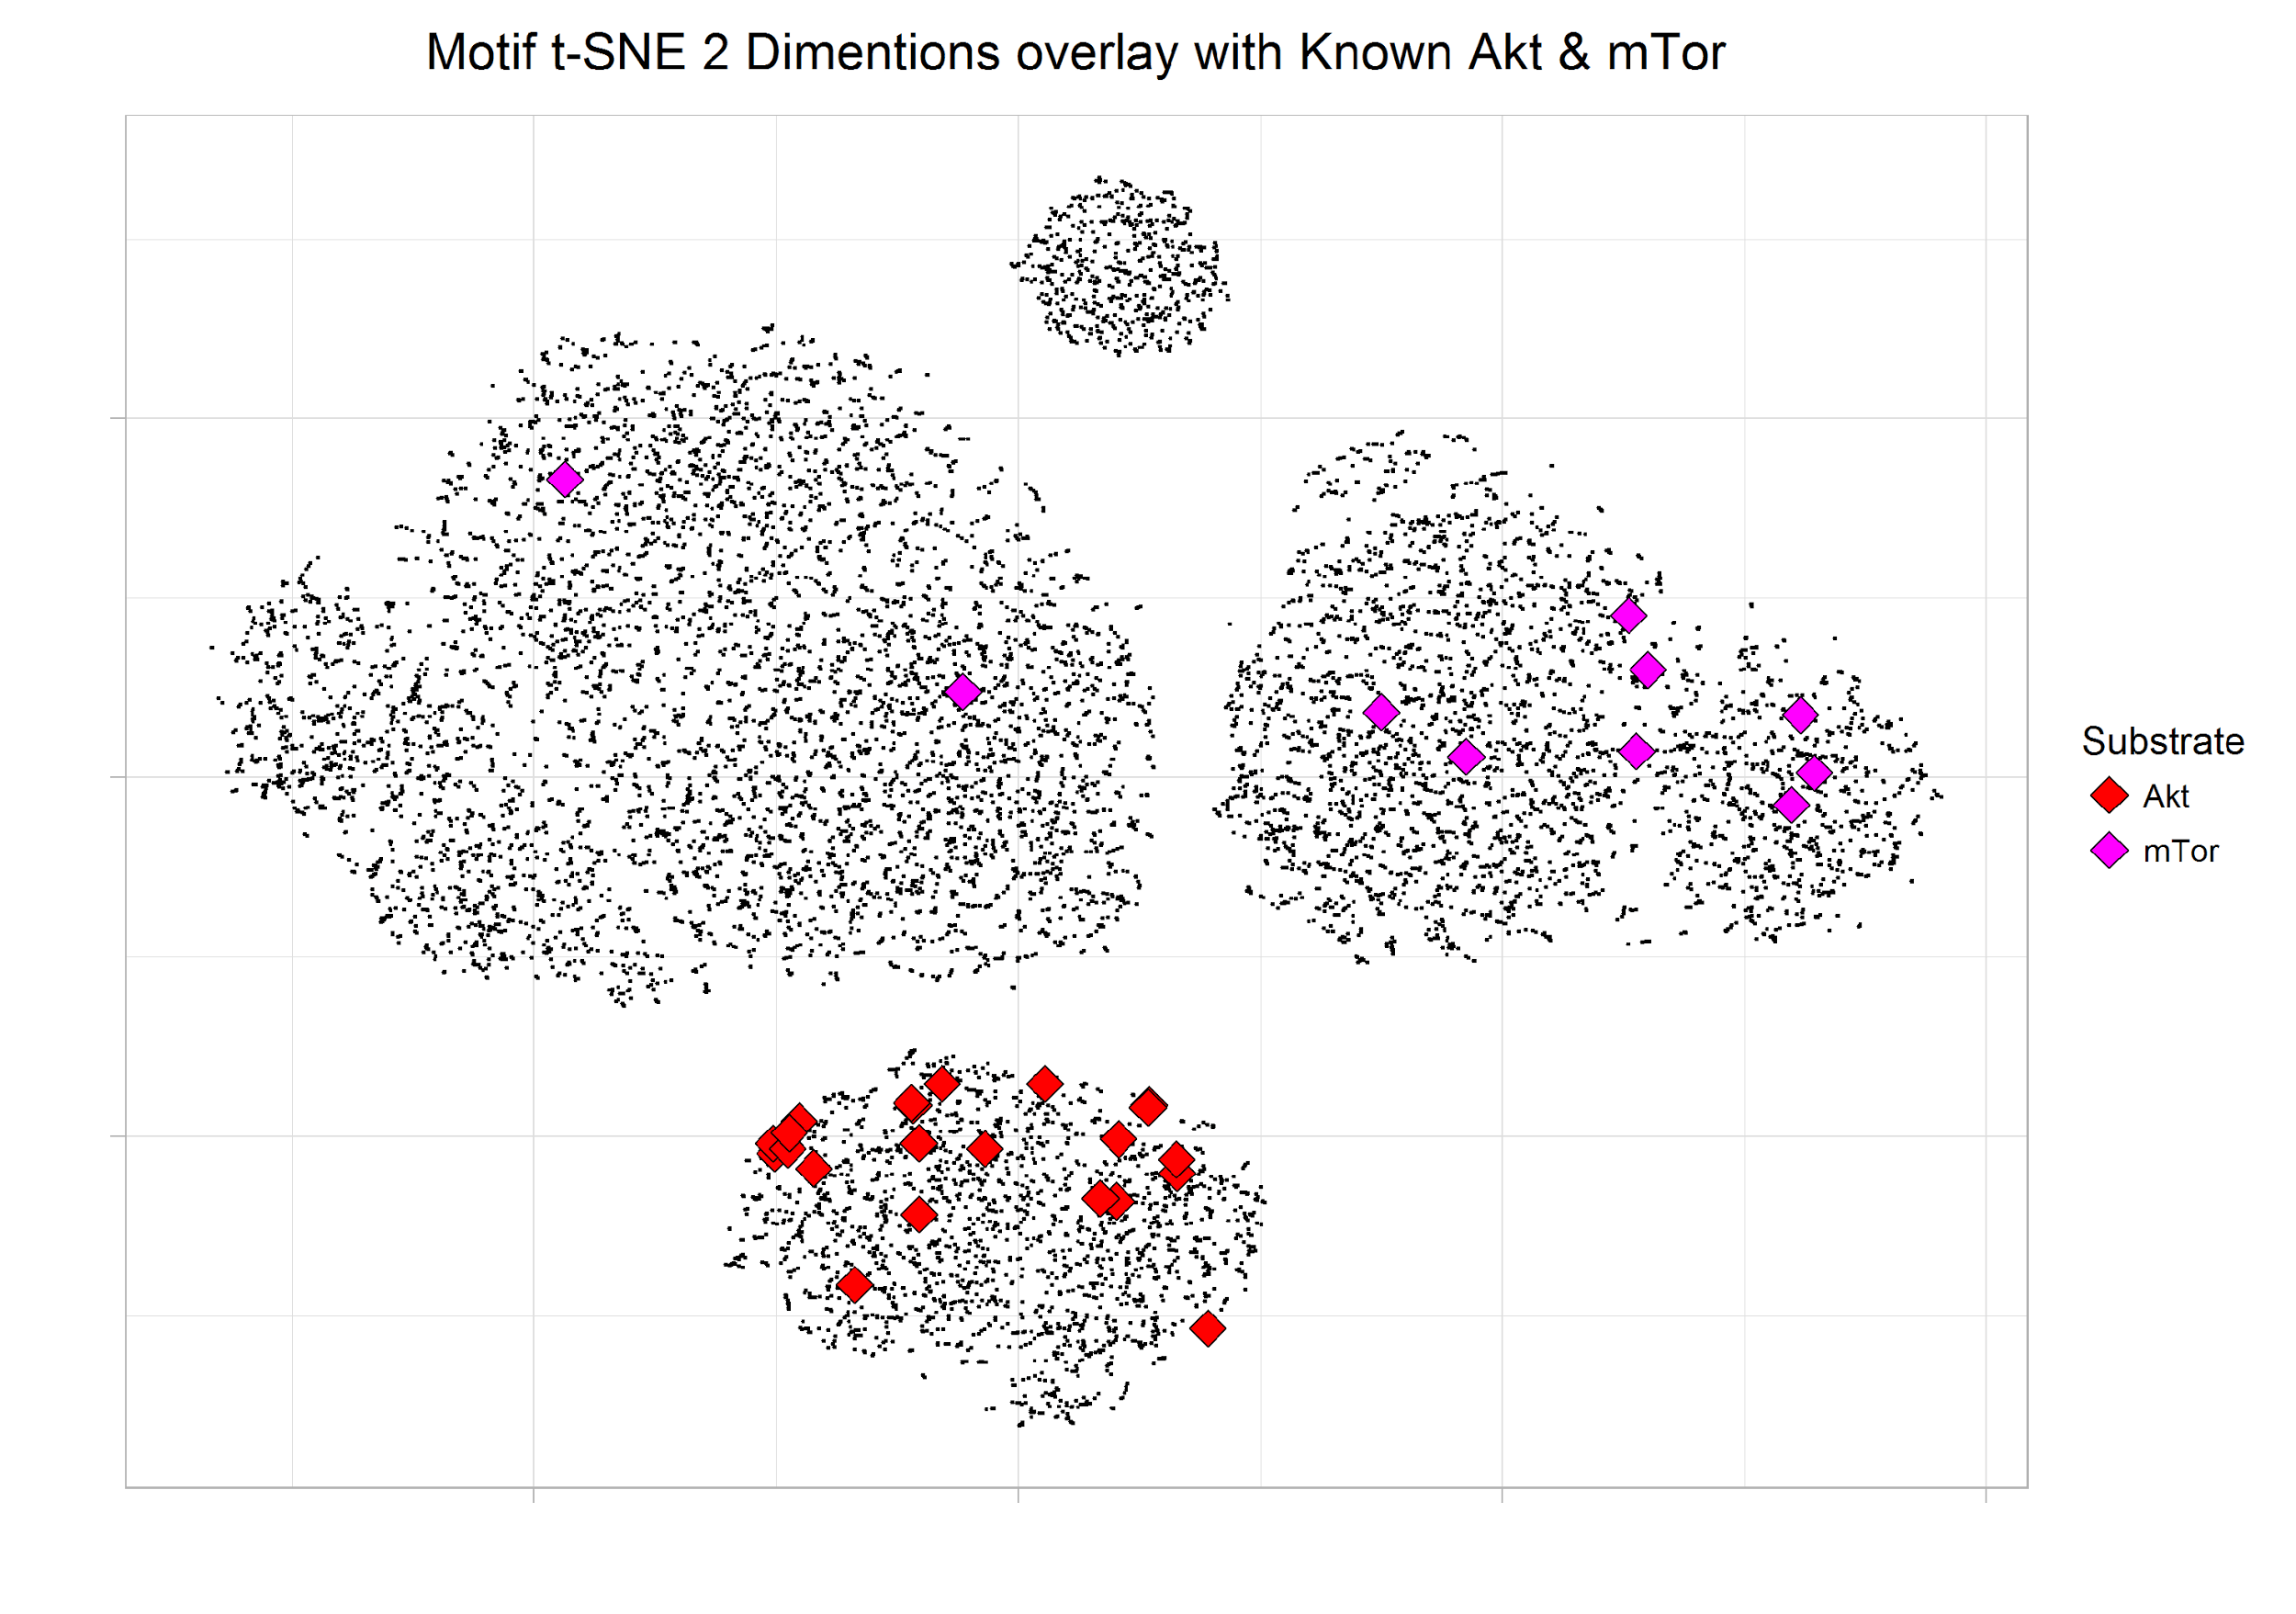 Motif t-SNE 2 Dimentions overlay with Known Akt & mTor
Substrate
Akt
mTor